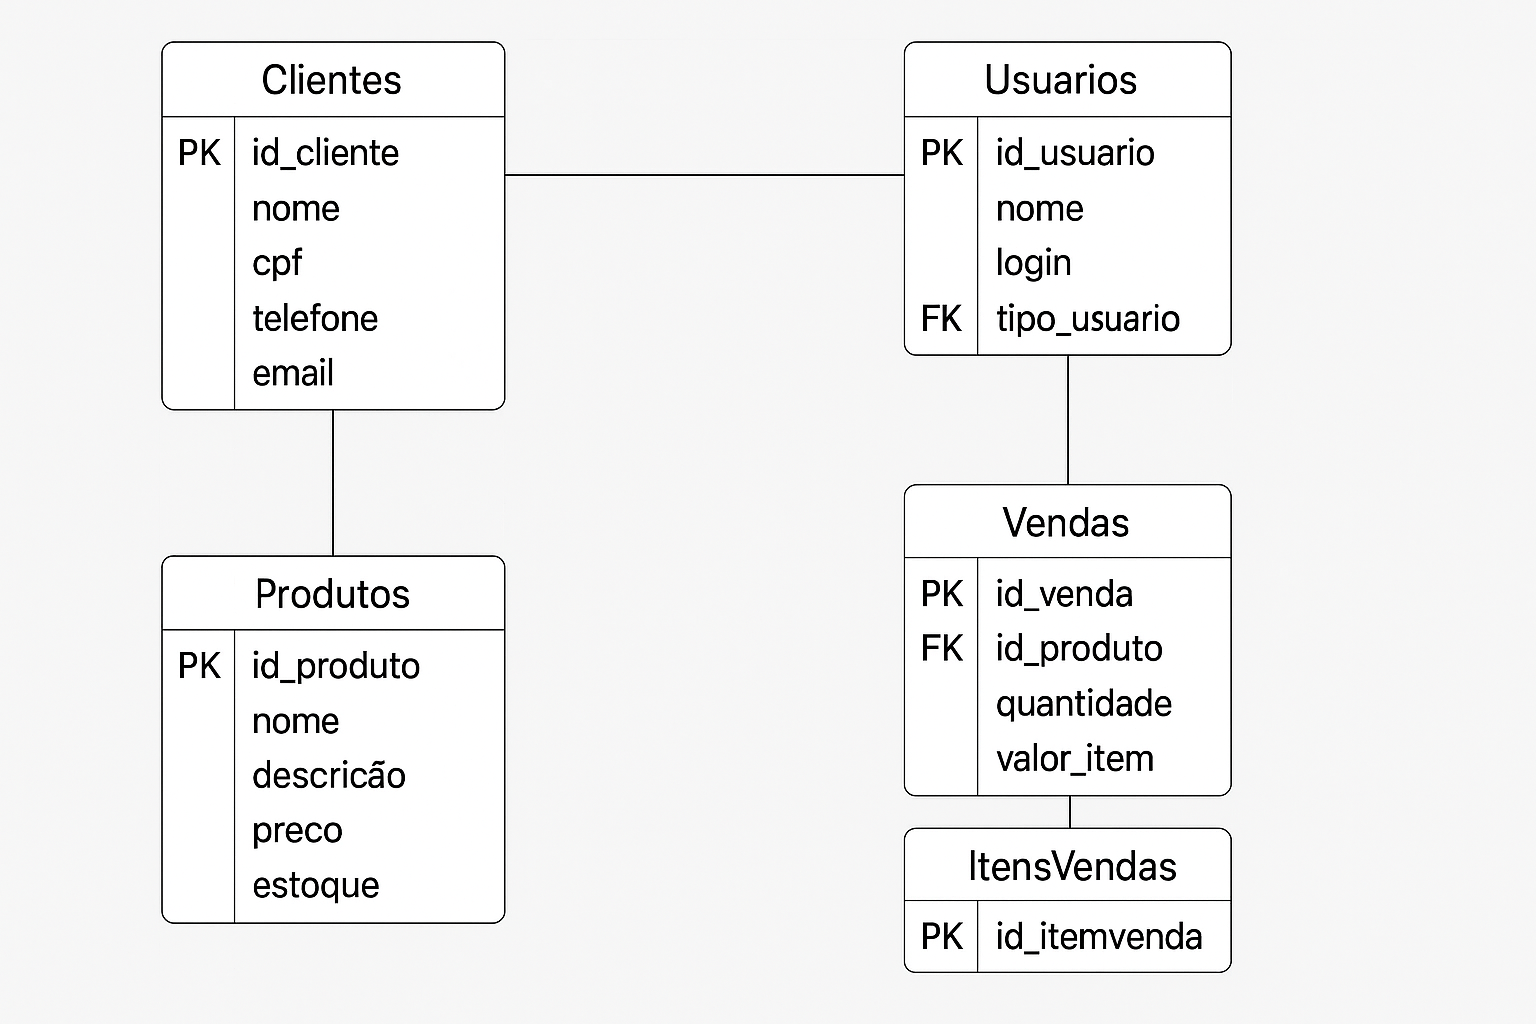 Clientes
PK id_cliente
nome
cpf
telefone
email
Usuarios
PK id_usuario
nome
login
FK tipo_usuario
Produtos
PK id_produto
nome
descricão
preco
estoque
Vendas
PK id_venda
FK id_produto
quantidade
valor_item
ItensVendas
PK id_itemvenda